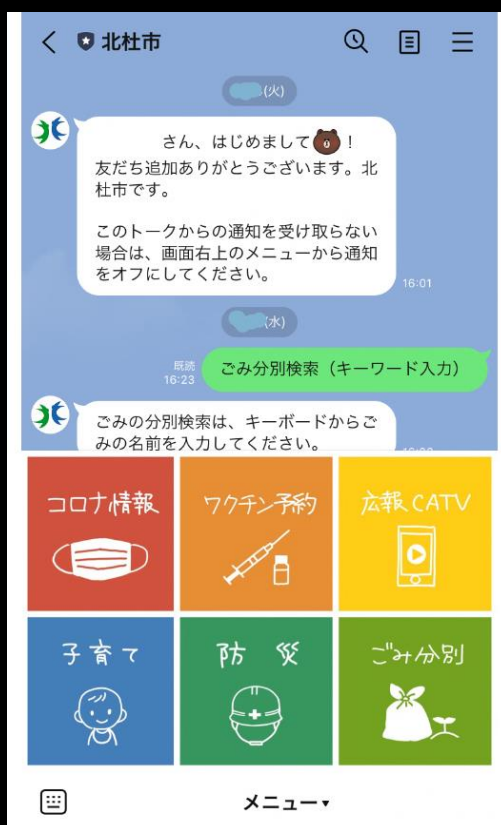 北杜市
(火)
さん、はじめまして！
友だち追加ありがとうございます。北
杜市です。
このトークからの通知を受け取らない
場合は、画面右上のメニューから通知
をオフにしてください。
16:01
(水)
既読
16:23
ごみ分別検索（キーワード入力）
ごみの分別検索は、キーボードからご
みの名前を入力してください。
コロナ情報
ワクチン予約
広報CATV
子育て
防災
ごみ分別
メニュー▾